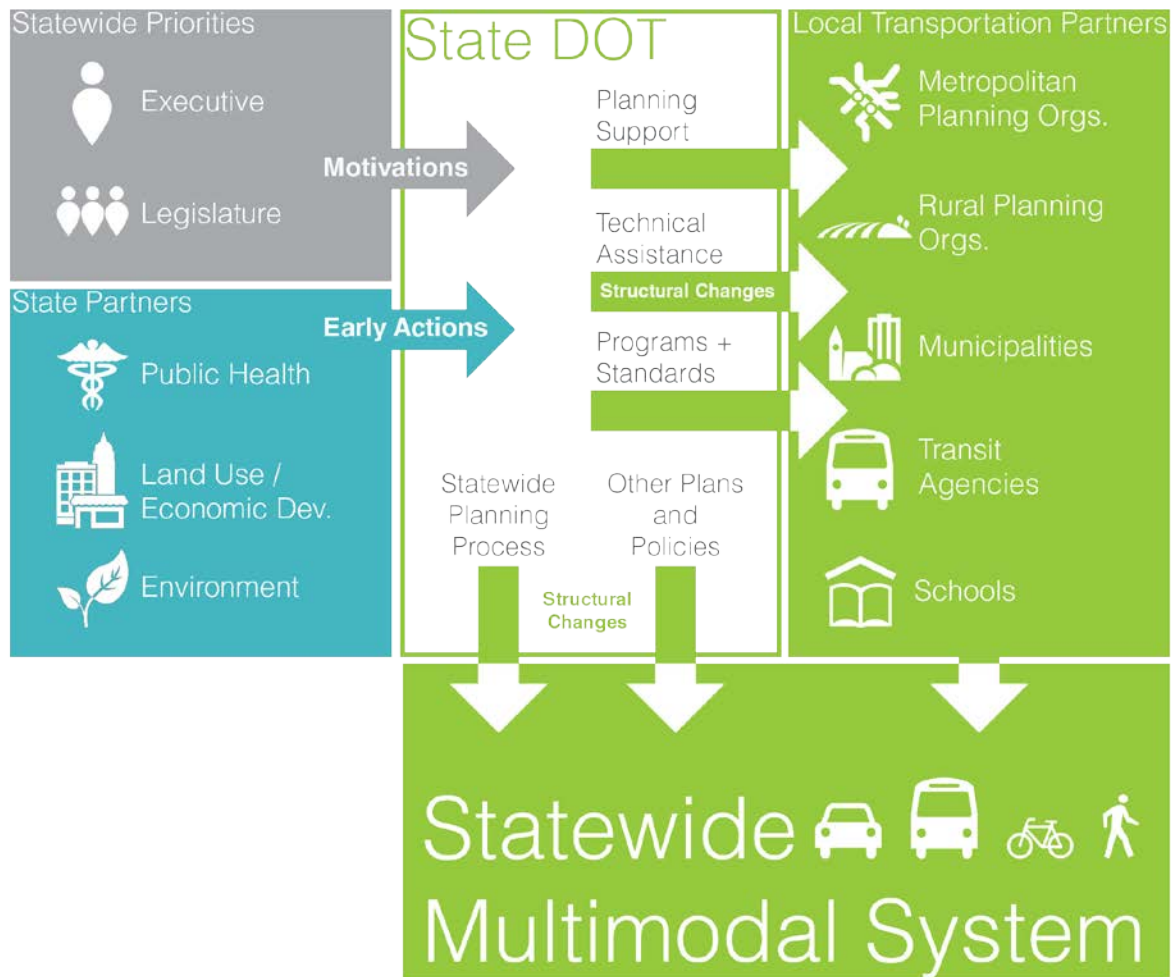 Statewide Priorities
Executive
Legislature
Motivations
State Partners
Public Health
Land Use /
Economic Dev.
Environment
Early Actions
State DOT
Planning
Support
Technical
Assistance
Structural Changes
Programs +
Standards
Statewide
Planning
Process
Other Plans
and
Policies
Structural
Changes
Local Transportation Partners
Metropolitan
Planning Orgs.
Rural Planning
Orgs.
Municipalities
Transit
Agencies
Schools
Statewide
Multimodal System